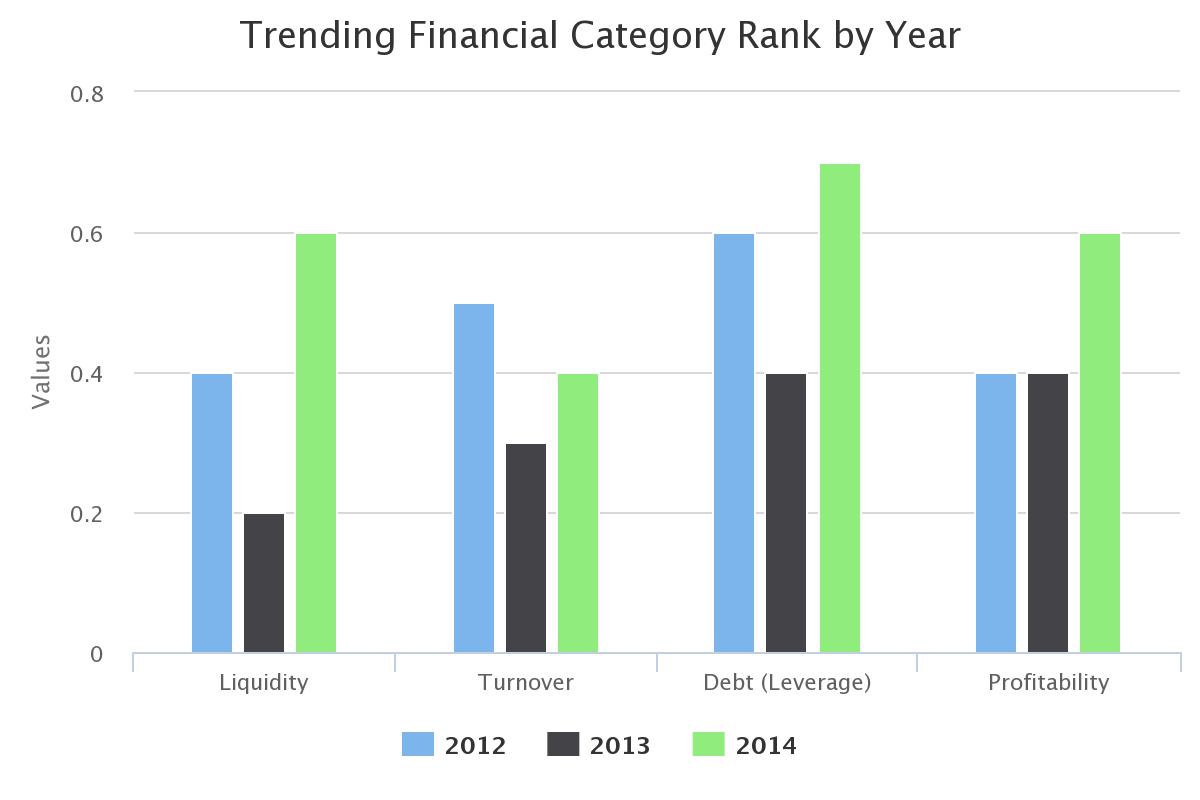 Trending Financial Category Rank by Year
Values
0.8
0.6
0.4
0.2
0
Liquidity Turnover Debt (Leverage) Profitability
2012 2013 2014